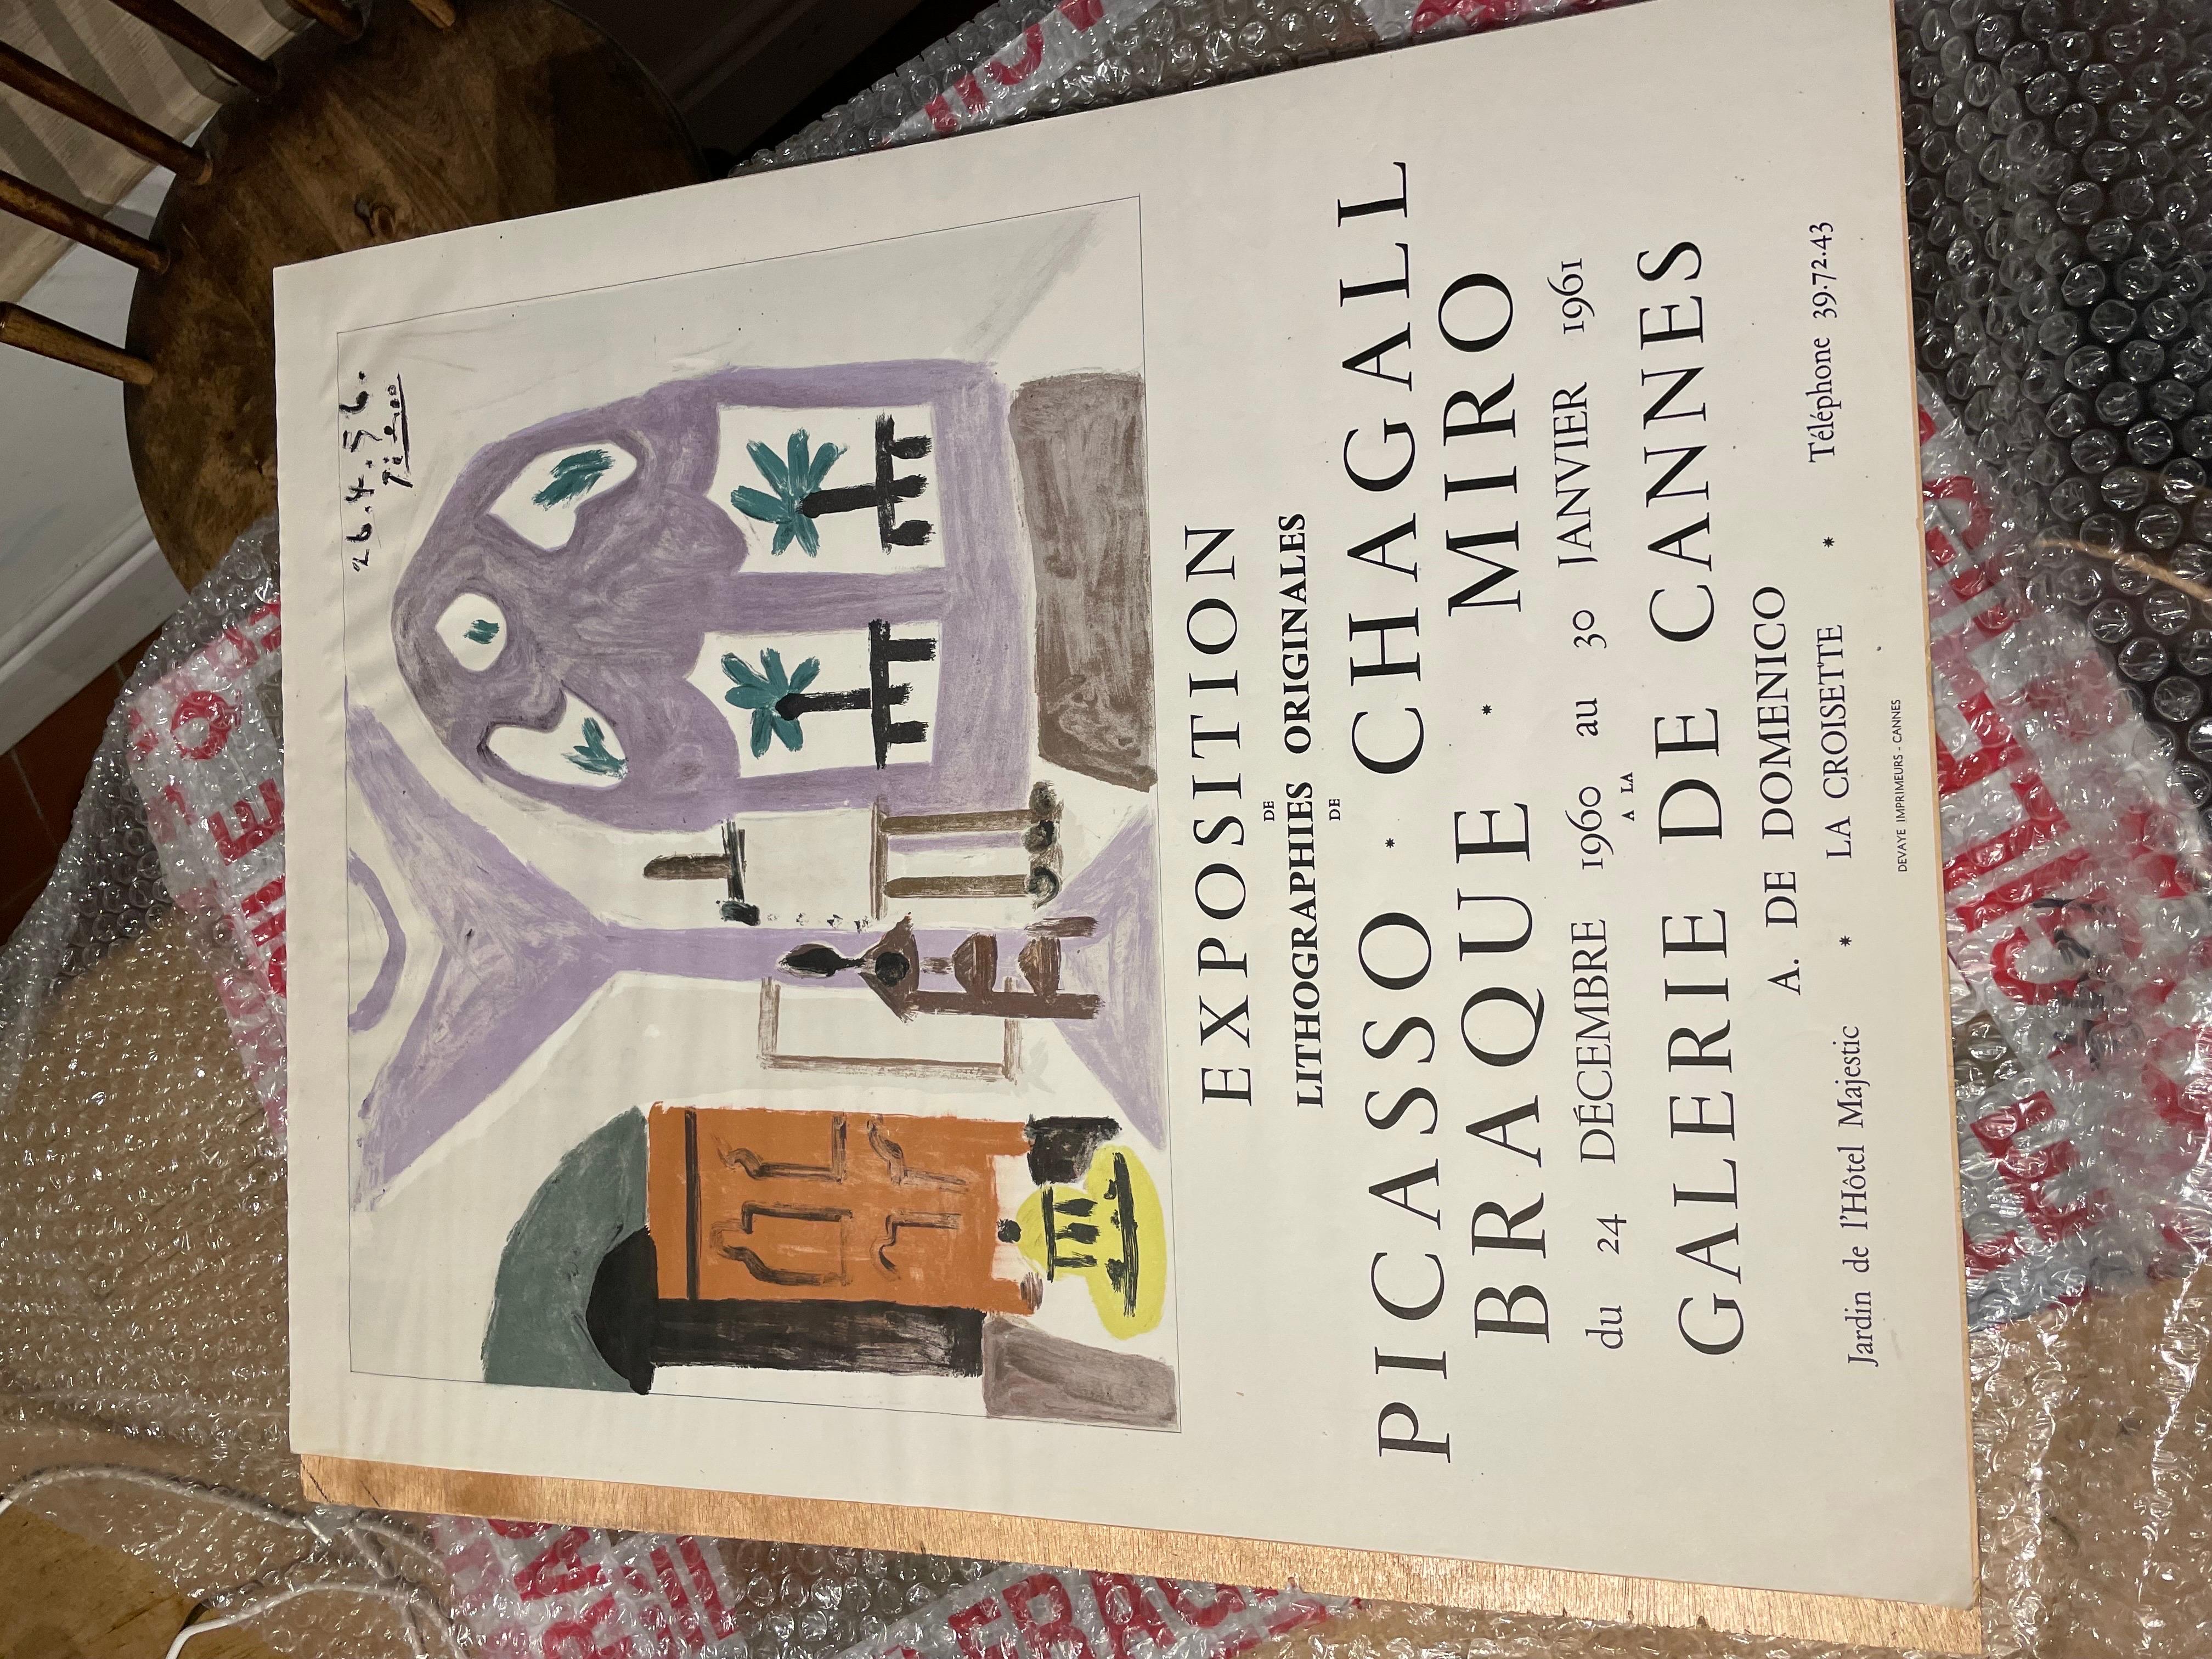 26.4.56.
Picasso
EXPOSITION
DE
LITHOGRAPHIES ORIGINALES
DE
PICASSO · CHAGALL
BRAQUE · MIRO
du 24 DÉCEMBRE 1960 au 30 JANVIER 1961
A LA
GALERIE DE CANNES
A. DE DOMENICO
Jardin de l'Hôtel Majestic * LA CROISETTE * Téléphone 39.72.43
DEVAYE IMPRIMEURS - CANNES